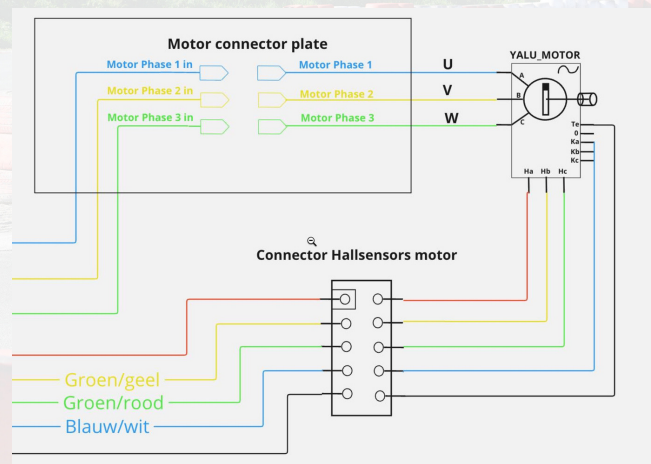 Motor connector plate
YALU_MOTOR
Motor Phase 1 in
Motor Phase 1
U
A
Motor Phase 2 in
Motor Phase 2
V
B
Motor Phase 3 in
Motor Phase 3
W
C
Te
0
Ka
Kb
Kc
Ha Hb Hc
Connector Hallsensors motor
Groen/geel
Groen/rood
Blauw/wit